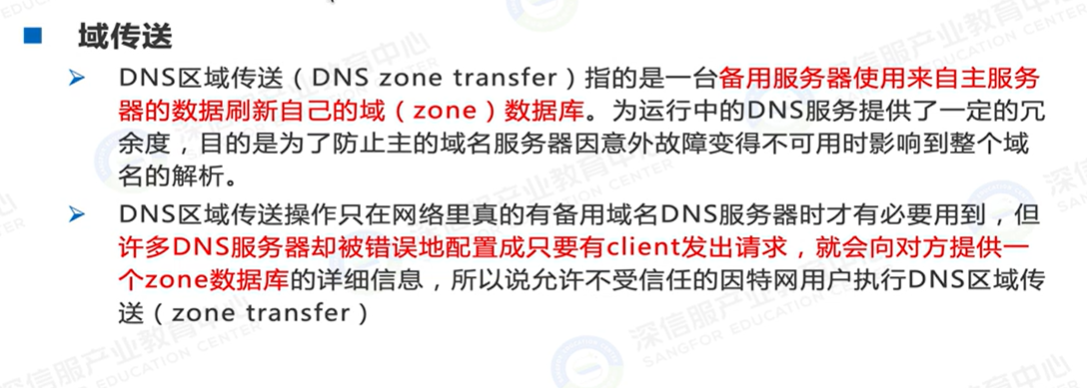 域传送
DNS区域传送（DNS zone transfer）指的是一台备用服务器使用来自主服务
器的数据刷新自己的域（zone）数据库。为运行中的DNS服务提供了一定的冗
余度，目的是为了防止主的域名服务器因意外故障变得不可用时影响到整个域
名的解析。
DNS区域传送操作只在网络里真的有备用域名DNS服务器时才有必要用到，但
许多DNS服务器却被错误地配置成只要有client发出请求，就会向对方提供一
个zone数据库的详细信息，所以说允许不受信任的因特网用户执行DNS区域传
送（zone transfer）
深信服产业教育中心
SANGFOR EDUCATION CENTER